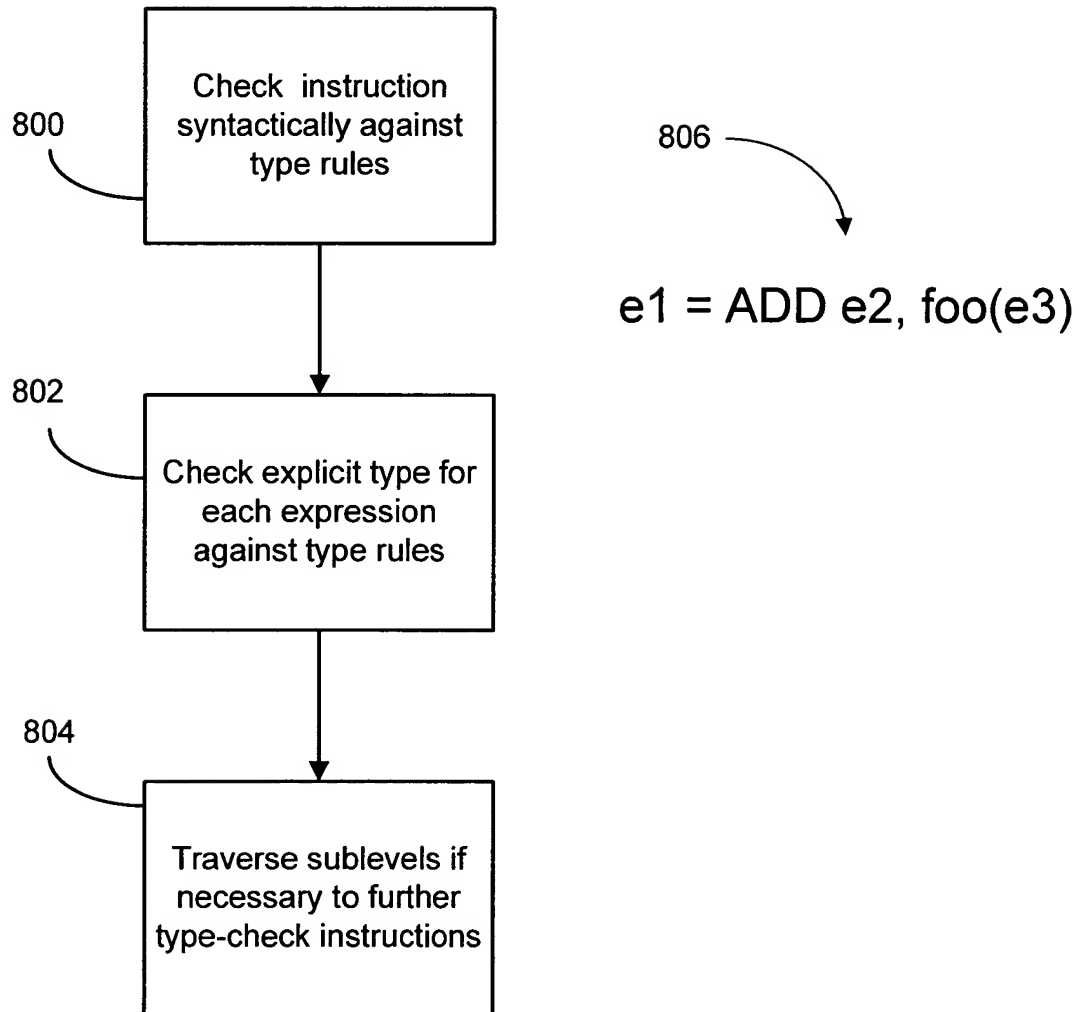 800
Check instruction
syntactically against
type rules
806
e1 = ADD e2, foo(e3)
802
Check explicit type for
each expression
against type rules
804
Traverse sublevels if
necessary to further
type-check instructions